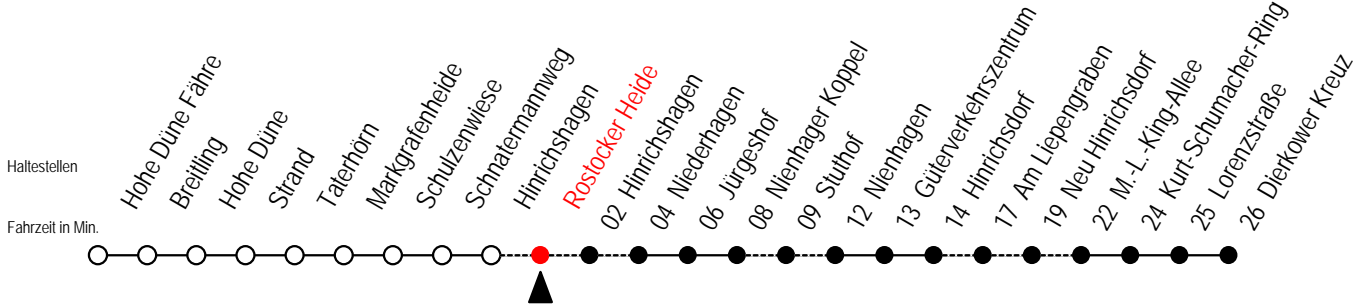 Haltestellen
Hohe Düne Fähre
Breitling
Hohe Düne
Strand
Taterhörn
Markgrafenheide
Schulzenwiese
Schnatermannweg
Hinrichshagen
Rostocker Heide
02 Hinrichshagen
04 Niederhagen
06 Jürgeshof
08 Nienhager Koppel
09 Stuthof
12 Nienhagen
13 Güterverkehrszentrum
14 Hinrichsdorf
17 Am Liepengraben
19 Neu Hinrichsdorf
22 M.-L.-King-Allee
24 Kurt-Schumacher-Ring
25 Lorenzstraße
26 Dierkower Kreuz
Fahrzeit in Min.